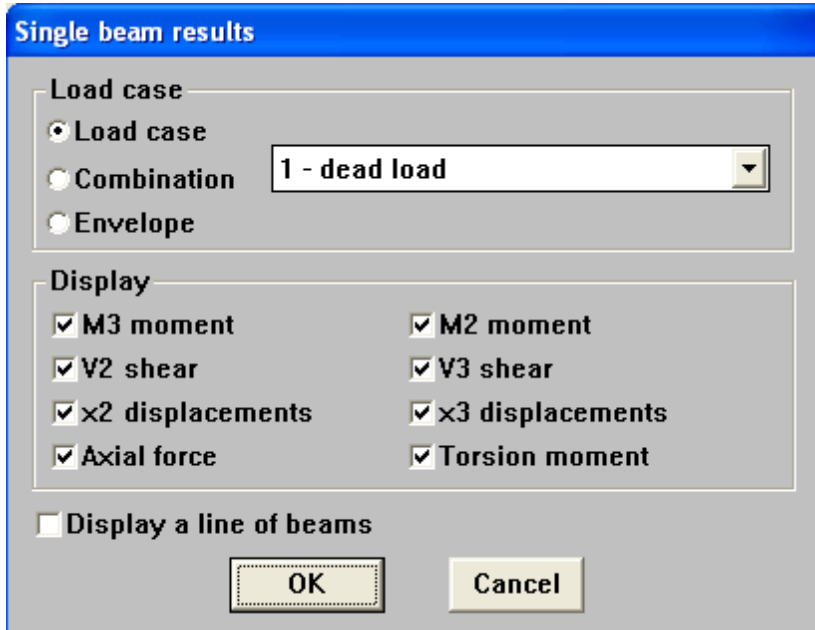 Single beam results
Load case
Load case
Combination
1 - dead load
Envelope
Display
M3 moment
M2 moment
V2 shear
V3 shear
x2 displacements
x3 displacements
Axial force
Torsion moment
Display a line of beams
OK
Cancel